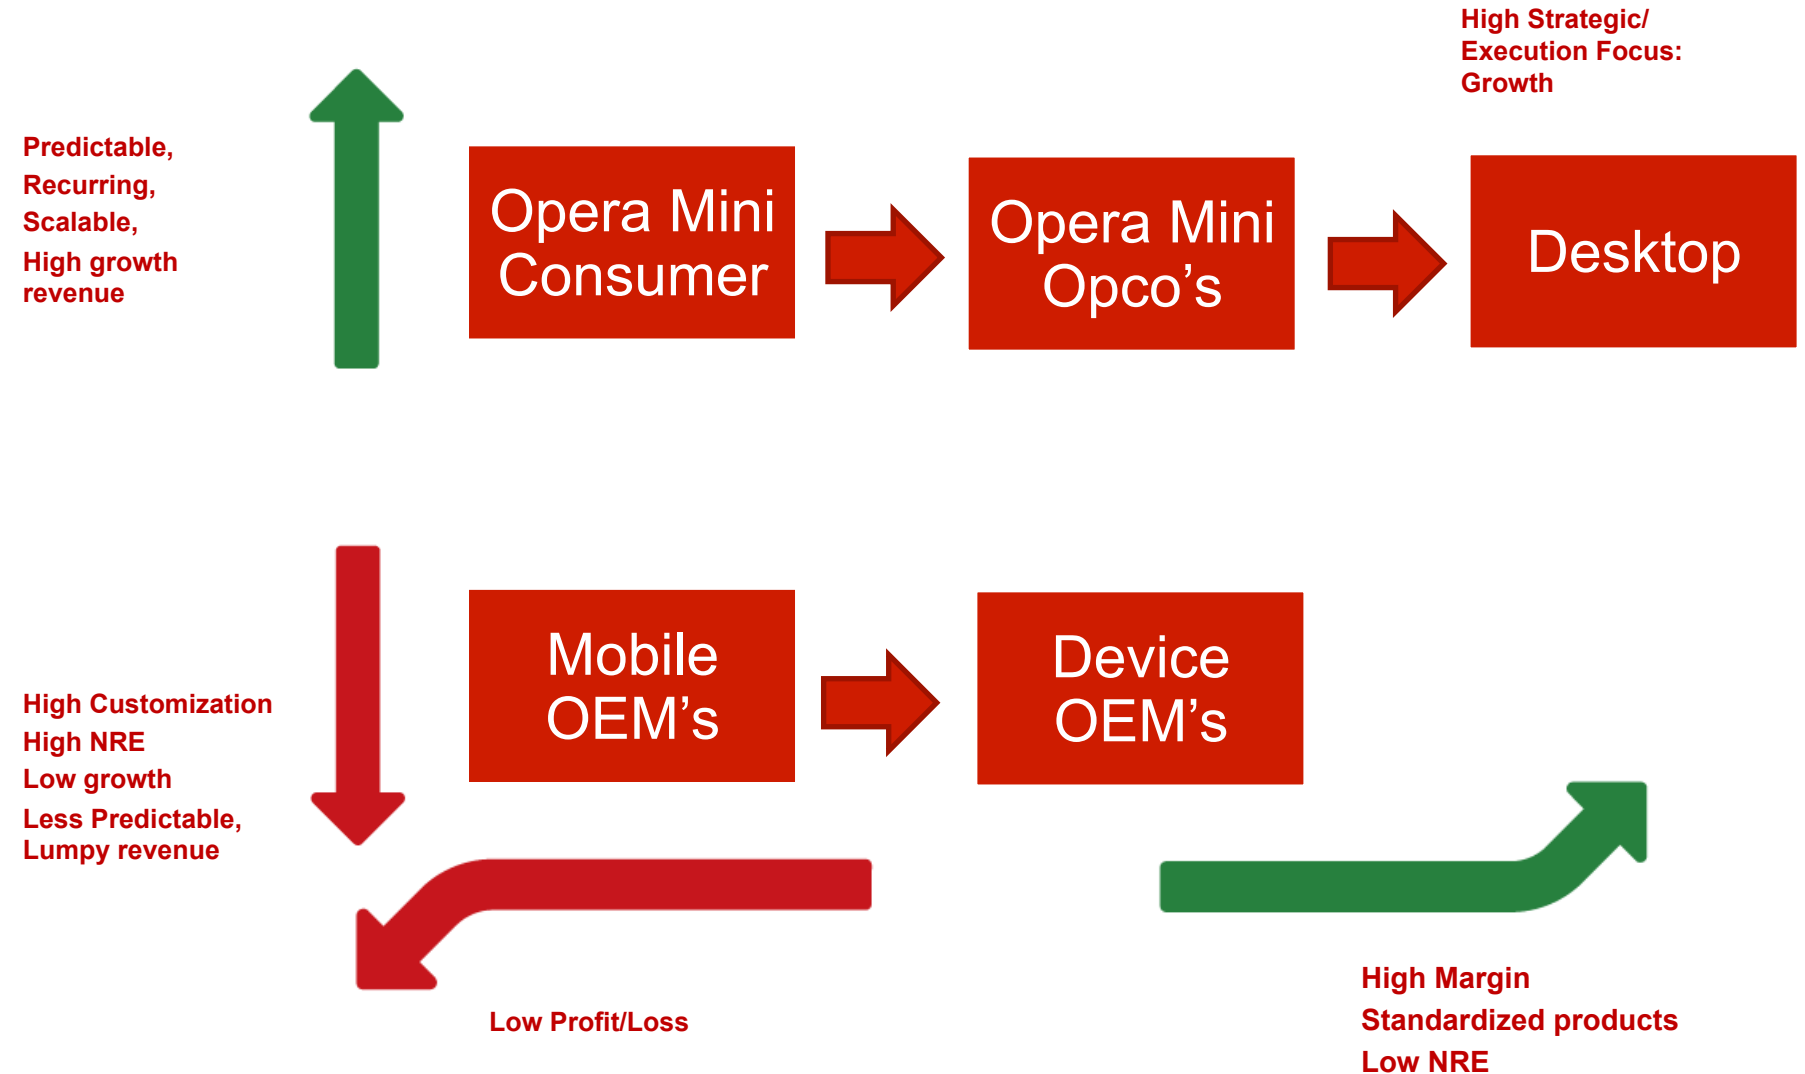 High Strategic/
Execution Focus:
Growth
Predictable,
Recurring,
Scalable,
High growth
revenue
Opera Mini
Consumer
Opera Mini
Opco’s
Desktop
High Customization
High NRE
Low growth
Less Predictable,
Lumpy revenue
Mobile
OEM’s
Device
OEM’s
Low Profit/Loss
High Margin
Standardized products
Low NRE